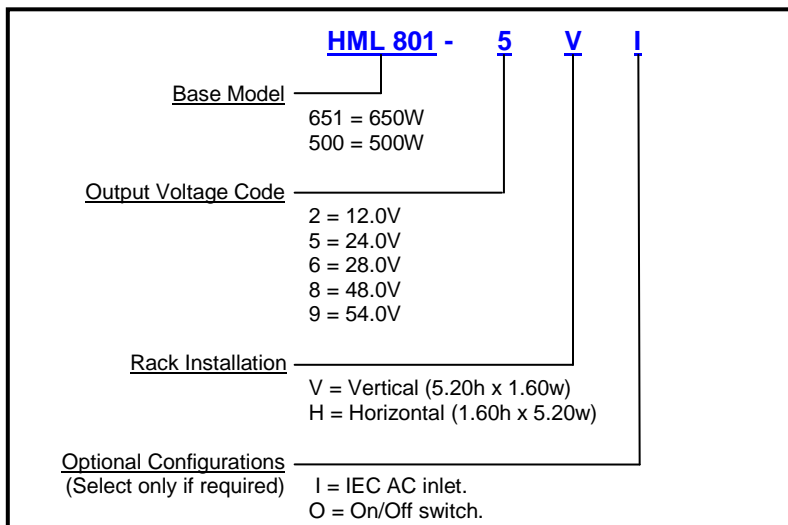 HML 801 - 5 V I
Base Model
651 = 650W
500 = 500W
Output Voltage Code
2 = 12.0V
5 = 24.0V
6 = 28.0V
8 = 48.0V
9 = 54.0V
Rack Installation
V = Vertical (5.20h x 1.60w)
H = Horizontal (1.60h x 5.20w)
Optional Configurations
(Select only if required)
I = IEC AC inlet.
O = On/Off switch.